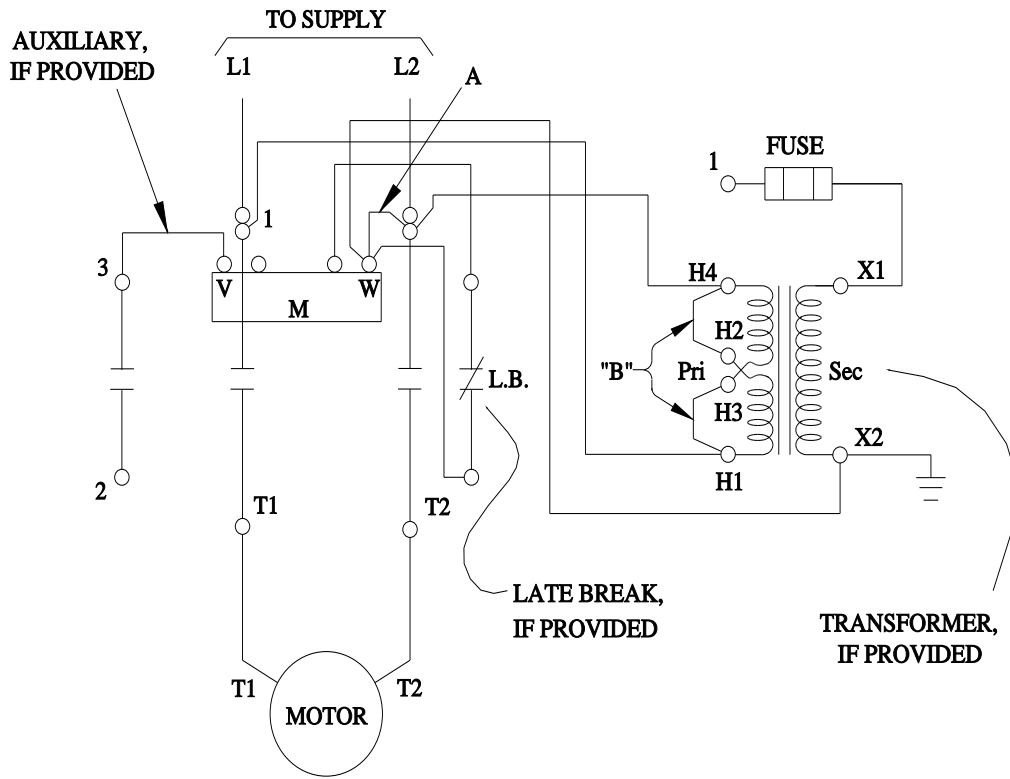 TO SUPPLY
AUXILIARY,
IF PROVIDED
L1
L2
A
FUSE
1
1
3
V
W
M
H4
X1
H2
"B"
Pri
Sec
L.B.
H3
X2
H1
2
T1
T2
LATE BREAK,
IF PROVIDED
TRANSFORMER,
IF PROVIDED
T1
T2
MOTOR